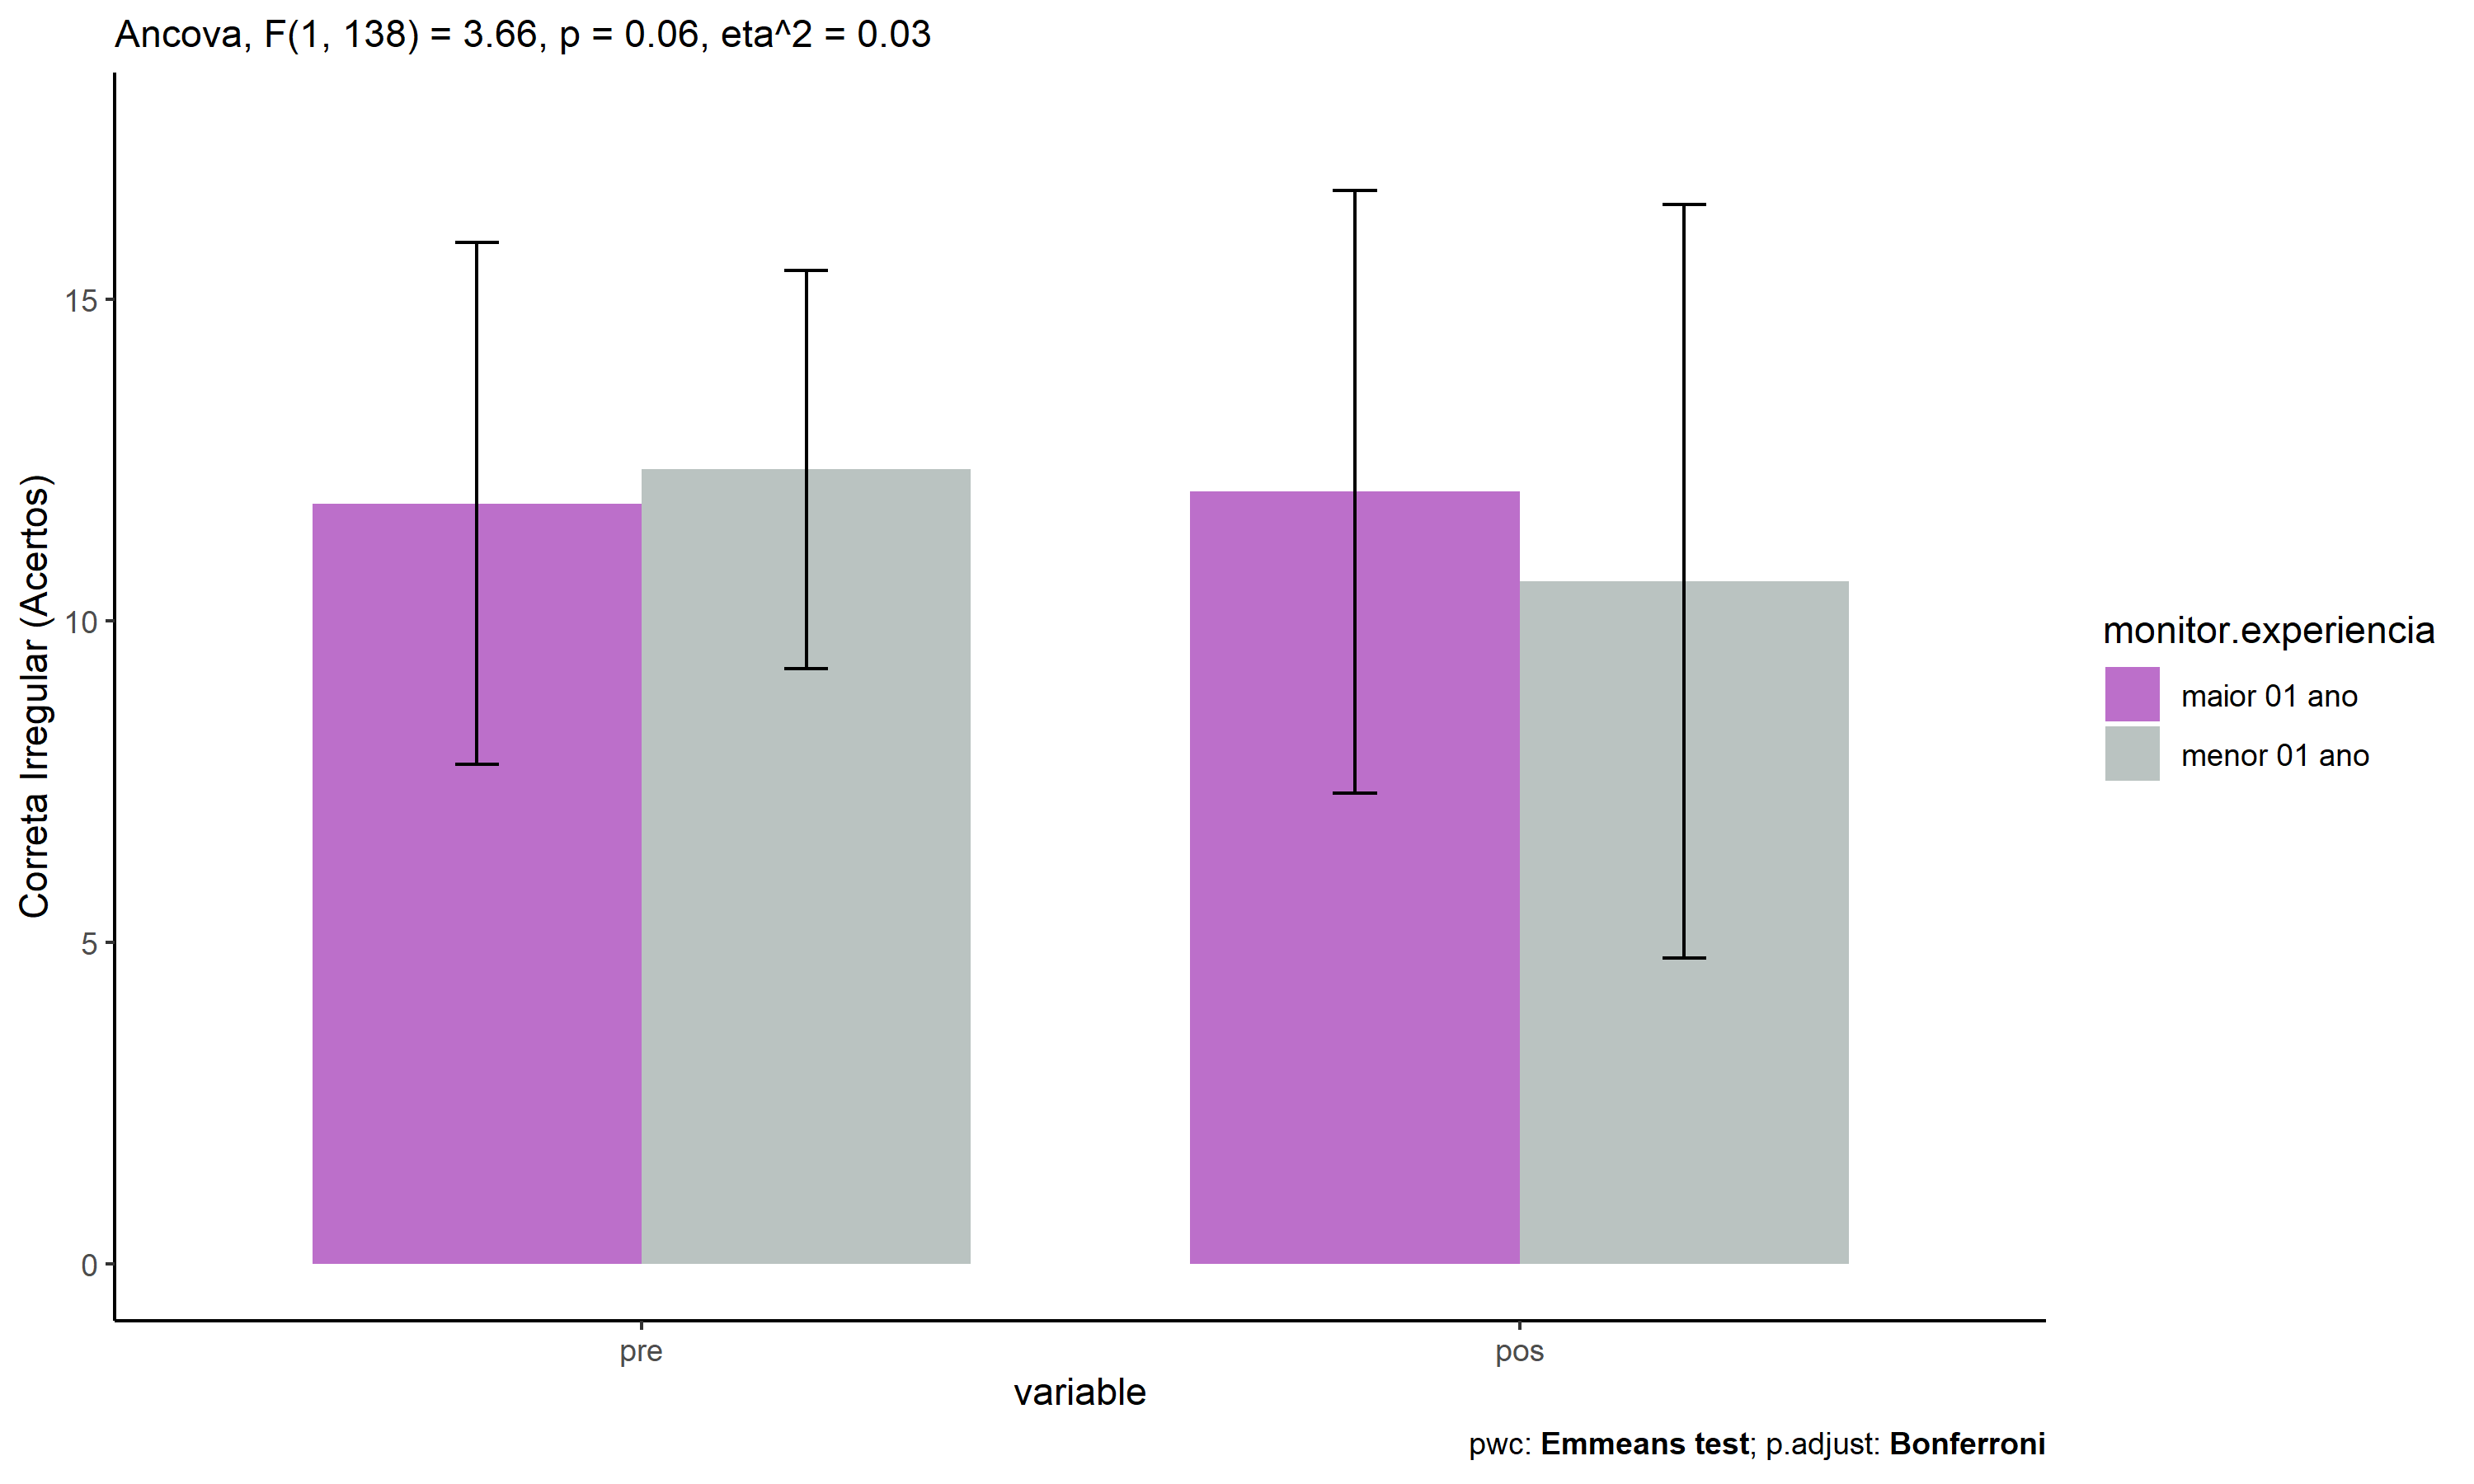 Ancova, F(1, 138) = 3.66, p = 0.06, eta^2 = 0.03
Correta Irregular (Acertos)
15
10
5
0
pre
pos
variable
monitor.experiencia
maior 01 ano
menor 01 ano
pwc: Emmeans test; p.adjust: Bonferroni